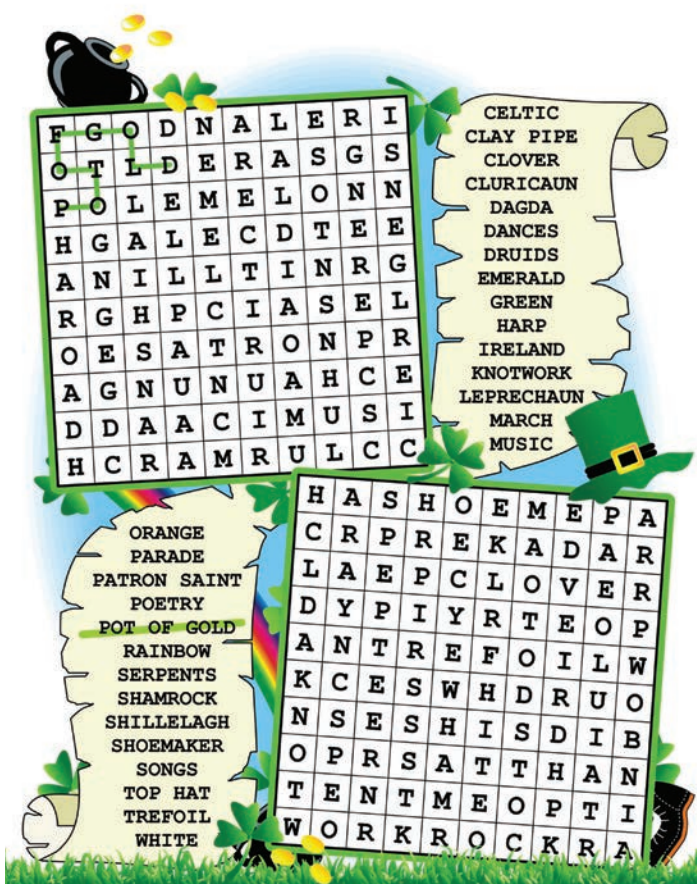 F G O D N A L E R I
O T L D E R A S G S
P O L E M E L O N N
H G A L E C D T E E
A N I L L T I N R G
R G H P C I A S E L
O E S A T R O N P R
A G N U N U A H C E
D D A A C I M U S I
H C R A M R U L C C
CELTIC
CLAY PIPE
CLOVER
CLURICAUN
DAGDA
DANCES
DRUIDS
EMERALD
GREEN
HARP
IRELAND
KNOTWORK
LEPRECHAUN
MARCH
MUSIC
ORANGE
PARADE
PATRON SAINT
POETRY
POT OF GOLD
RAINBOW
SERPENTS
SHAMROCK
SHILLELAGH
SHOEMAKER
SONGS
TOP HAT
TREFOIL
WHITE
H A S H O E M E P A
C R P R E K A D A R
L A E P C L O V E R
D Y P I Y R T E O P
A N T R E F O I L W
K C E S W H D R U O
N S E S H I S D I B
O P R S A T T H A N
T E N T M E O P T I
W O R K R O C K R A